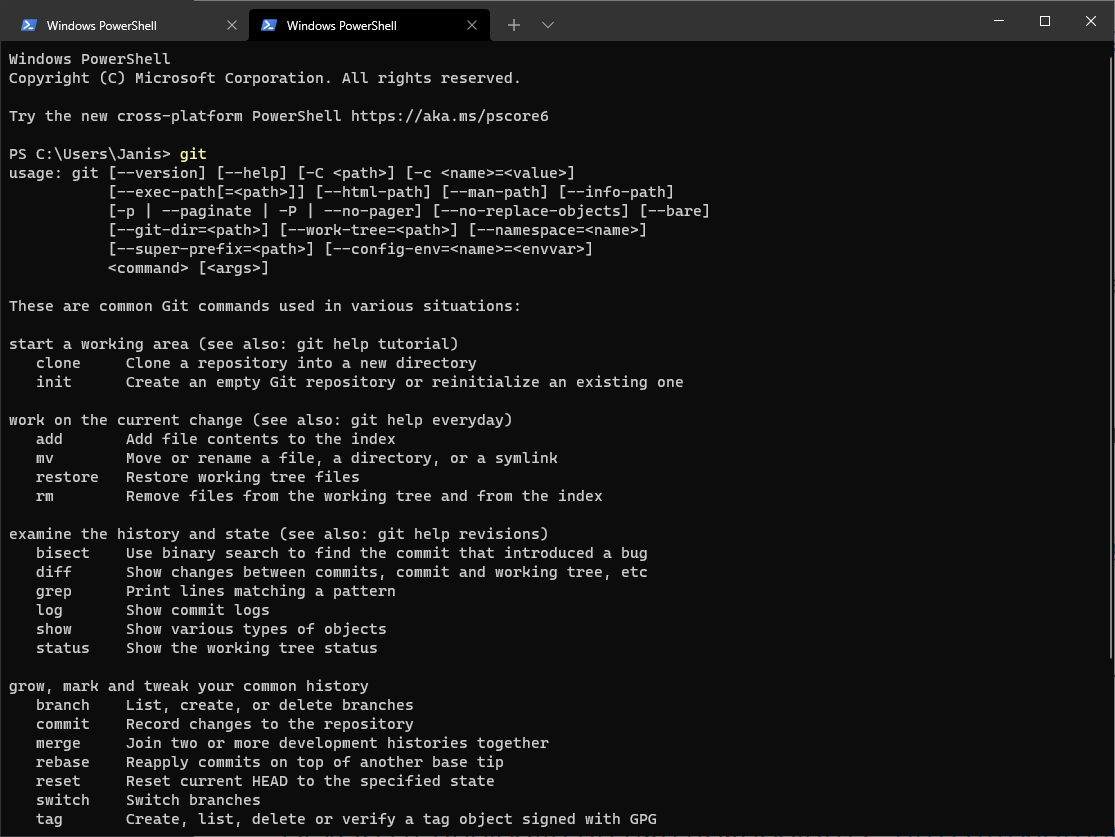 Windows PowerShell
Windows PowerShell
Windows PowerShell
Copyright (C) Microsoft Corporation. All rights reserved.
Try the new cross-platform PowerShell https://aka.ms/pscore6
PS C:\Users\Janis> git
usage: git [--version] [--help] [-C <path>] [-c <name>=<value>]
           [--exec-path[=<path>]] [--html-path] [--man-path] [--info-path]
           [-p | --paginate | -P | --no-pager] [--no-replace-objects] [--bare]
           [--git-dir=<path>] [--work-tree=<path>] [--namespace=<name>]
           [--super-prefix=<path>] [--config-env=<name>=<envvar>]
           <command> [<args>]
These are common Git commands used in various situations:
start a working area (see also: git help tutorial)
   clone     Clone a repository into a new directory
   init      Create an empty Git repository or reinitialize an existing one
work on the current change (see also: git help everyday)
   add       Add file contents to the index
   mv        Move or rename a file, a directory, or a symlink
   restore   Restore working tree files
   rm        Remove files from the working tree and from the index
examine the history and state (see also: git help revisions)
   bisect    Use binary search to find the commit that introduced a bug
   diff      Show changes between commits, commit and working tree, etc
   grep      Print lines matching a pattern
   log       Show commit logs
   show      Show various types of objects
   status    Show the working tree status
grow, mark and tweak your common history
   branch    List, create, or delete branches
   commit    Record changes to the repository
   merge     Join two or more development histories together
   rebase    Reapply commits on top of another base tip
   reset     Reset current HEAD to the specified state
   switch    Switch branches
   tag       Create, list, delete or verify a tag object signed with GPG